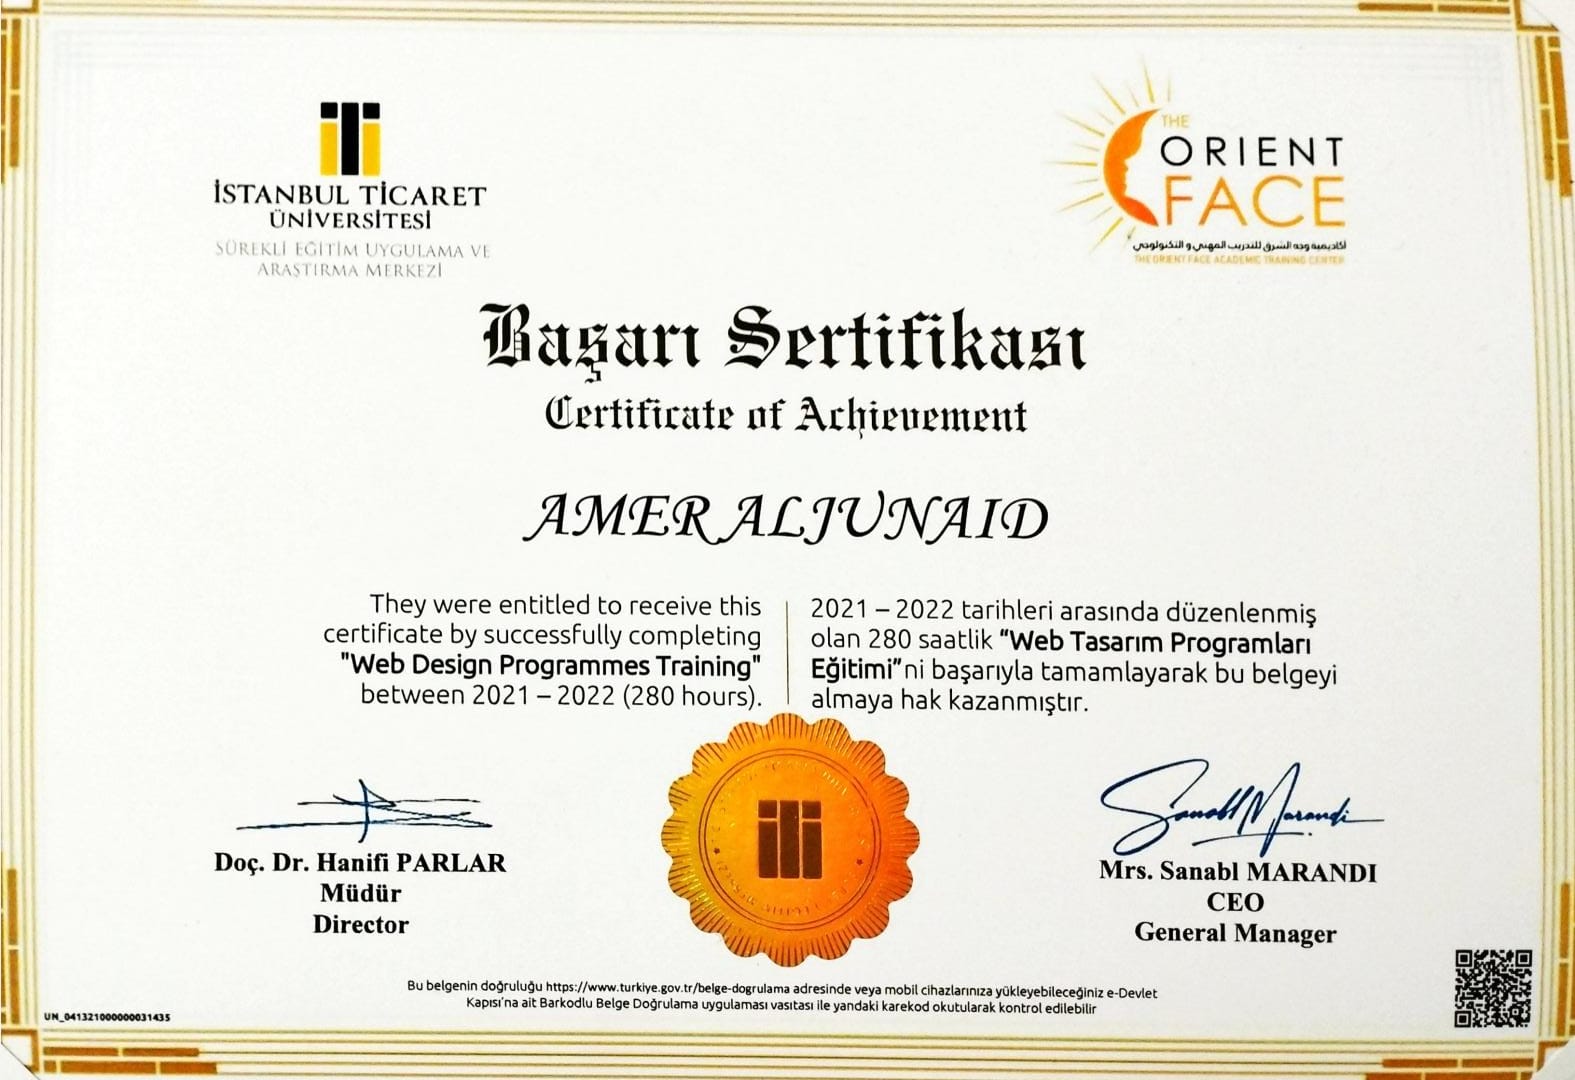 İSTANBUL TİCARET
ÜNİVERSİTESİ
SÜREKLİ EĞİTİM UYGULAMA VE
ARAŞTIRMA MERKEZİ
THE
ORIENT
FACE
أكاديمية وجه الشرق للتدريب المهني و التكنولوجي
THE ORIENT FACE ACADEMIC TRAINING CENTER
Başarı Sertifikası
Certificate of Achievement
AMER ALJUNAID
They were entitled to receive this
certificate by successfully completing
"Web Design Programmes Training"
between 2021 – 2022 (280 hours).
2021 – 2022 tarihleri arasında düzenlenmiş
olan 280 saatlik “Web Tasarım Programları
Eğitimi”ni başarıyla tamamlayarak bu belgeyi
almaya hak kazanmıştır.
Doç. Dr. Hanifi PARLAR
Müdür
Director
Sanabl Marandi
Mrs. Sanabl MARANDI
CEO
General Manager
Bu belgenin doğruluğu https://www.turkiye.gov.tr/belge-dogrulama adresinde veya mobil cihazlarınıza yükleyebileceğiniz e-Devlet
Kapısı’na ait Barkodlu Belge Doğrulama uygulaması vasıtası ile yandaki karekod okutularak kontrol edilebilir
UN_041321000000031435